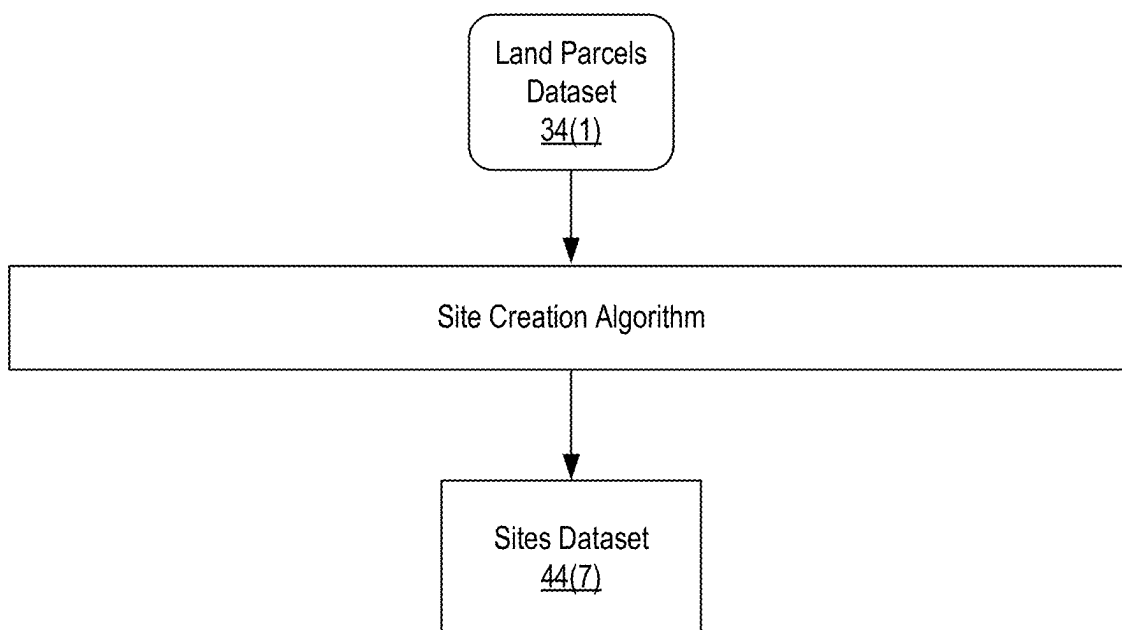 Land Parcels
Dataset
34(1)
Site Creation Algorithm
Sites Dataset
44(7)